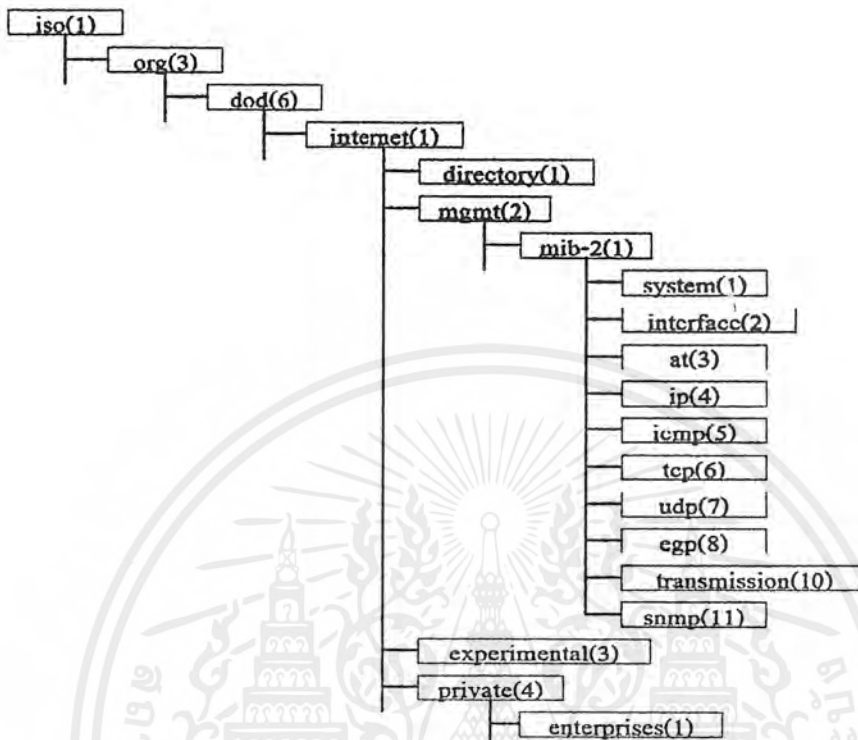 iso(1)
org(3)
dod(6)
internet(1)
directory(1)
mgmt(2)
mib-2(1)
system(1)
interface(2)
at(3)
ip(4)
icmp(5)
tcp(6)
udp(7)
egp(8)
transmission(10)
snmp(11)
experimental(3)
private(4)
enterprises(1)